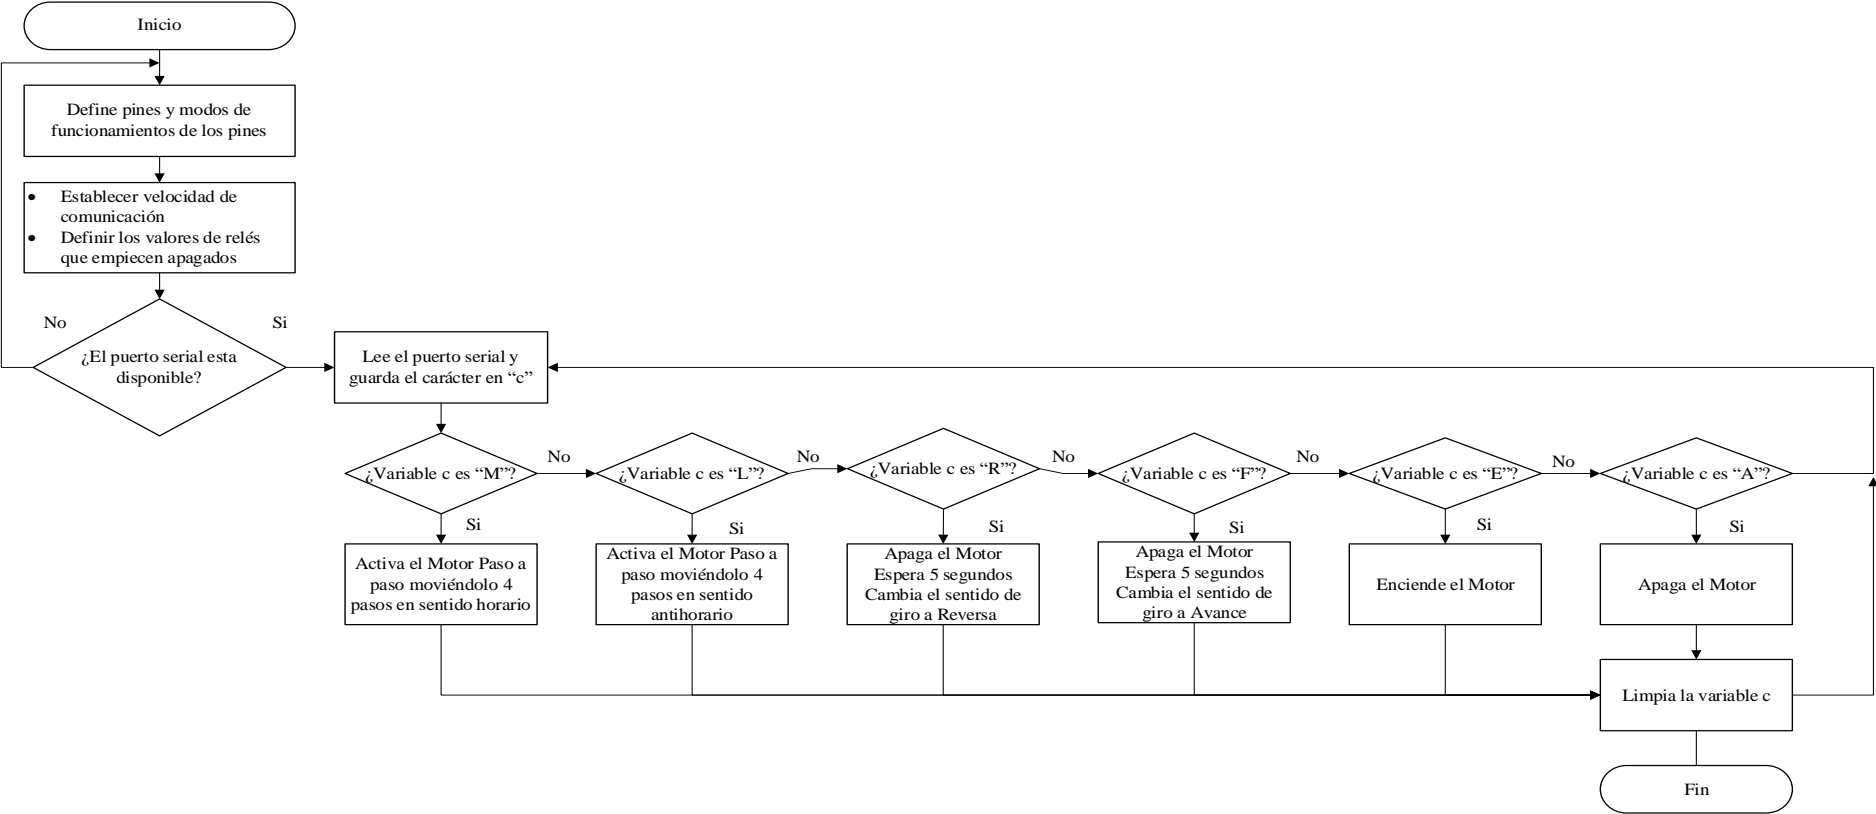 Inicio
Define pines y modos de
funcionamientos de los pines
• Establecer velocidad de
comunicación
• Definir los valores de relés
que empiecen apagados
No
Si
¿El puerto serial esta
disponible?
Lee el puerto serial y
guarda el carácter en “c”
¿Variable c es “M”?
No
¿Variable c es “L”?
No
¿Variable c es “R”?
No
¿Variable c es “F”?
No
¿Variable c es “E”?
No
¿Variable c es “A”?
Si
Si
Si
Si
Si
Si
Activa el Motor Paso a
paso moviéndolo 4
pasos en sentido horario
Activa el Motor Paso a
paso moviéndolo 4
pasos en sentido
antihorario
Apaga el Motor
Espera 5 segundos
Cambia el sentido de
giro a Reversa
Apaga el Motor
Espera 5 segundos
Cambia el sentido de
giro a Avance
Enciende el Motor
Apaga el Motor
Limpia la variable c
Fin